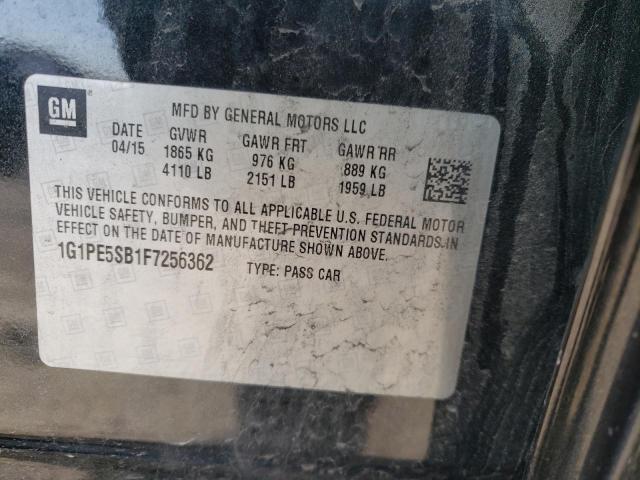 GM
MFD BY GENERAL MOTORS LLC
DATE GVWR GAWR FRT GAWR RR
04/15 1865 KG 976 KG 889 KG
4110 LB 2151 LB 1959 LB
THIS VEHICLE CONFORMS TO ALL APPLICABLE U.S. FEDERAL MOTOR
VEHICLE SAFETY, BUMPER, AND THEFT PREVENTION STANDARDS IN
EFFECT ON THE DATE OF MANUFACTURE SHOWN ABOVE.
1G1PE5SB1F7256362 TYPE: PASS CAR